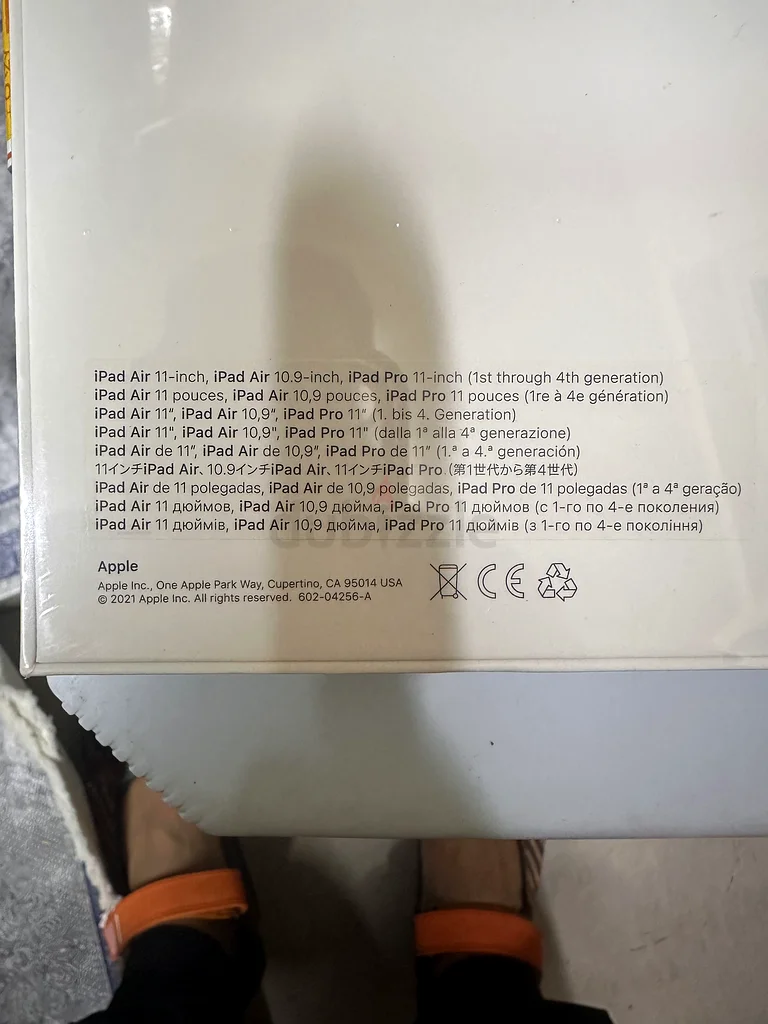 iPad Air 11-inch, iPad Air 10.9-inch, iPad Pro 11-inch (1st through 4th generation)
iPad Air 11 pouces, iPad Air 10,9 pouces, iPad Pro 11 pouces (1re à 4e génération)
iPad Air 11", iPad Air 10,9", iPad Pro 11" (1. bis 4. Generation)
iPad Air 11", iPad Air 10,9", iPad Pro 11" (dalla 1ª alla 4ª generazione)
iPad Air de 11", iPad Air de 10,9", iPad Pro de 11" (1.ª a 4.ª generación)
11インチiPad Air、10.9インチiPad Air、11インチiPad Pro（第1世代から第4世代）
iPad Air de 11 polegadas, iPad Air de 10,9 polegadas, iPad Pro de 11 polegadas (1ª a 4ª geração)
iPad Air 11 дюймов, iPad Air 10,9 дюйма, iPad Pro 11 дюймов (с 1-го по 4-е поколения)
iPad Air 11 дюймів, iPad Air 10,9 дюйма, iPad Pro 11 дюймів (з 1-го по 4-е покоління)
dubizzle
Apple
Apple Inc., One Apple Park Way, Cupertino, CA 95014 USA
© 2021 Apple Inc. All rights reserved. 602-04256-A
CE